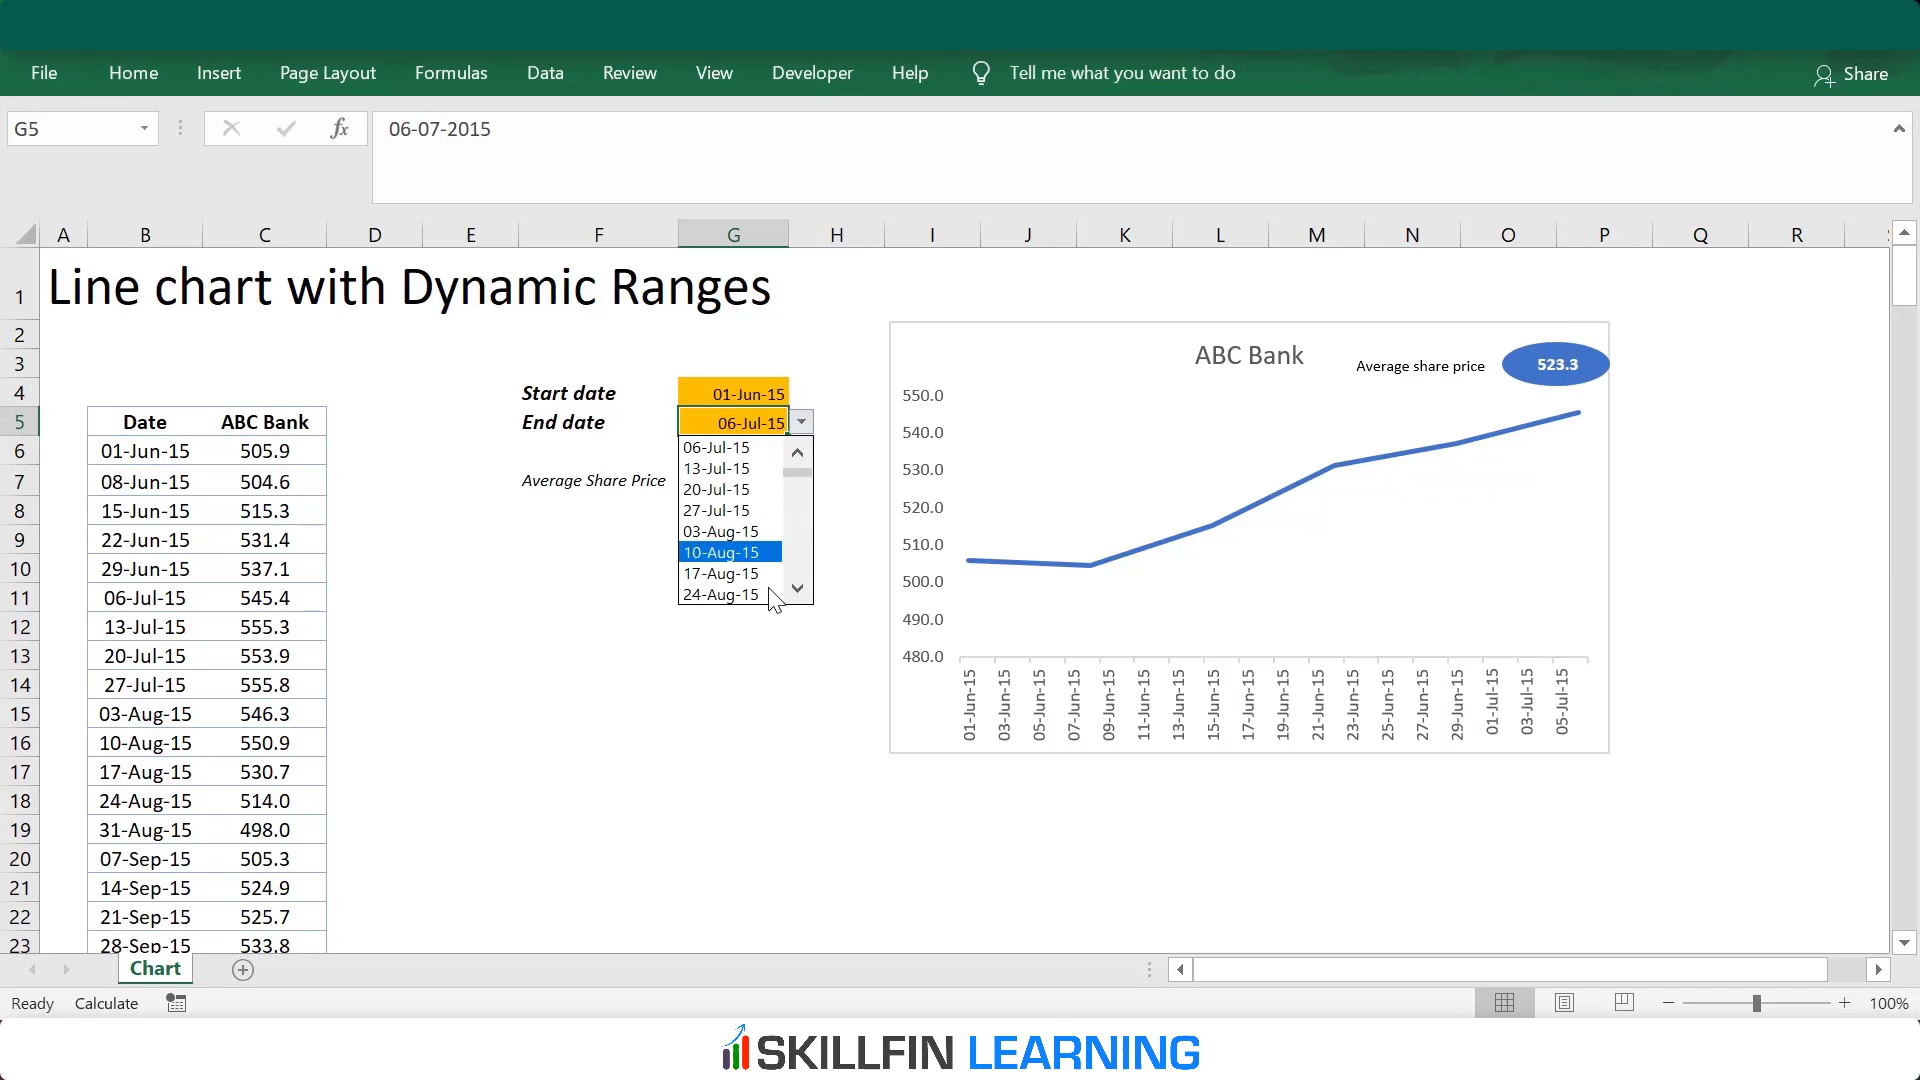 File Home Insert Page Layout Formulas Data Review View Developer Help Tell me what you want to do Share
G5 fx 06-07-2015
A B C D E F G H I J K L M N O P Q R
1 Line chart with Dynamic Ranges
2
3
4 Start date 01-Jun-15
5 Date ABC Bank End date 06-Jul-15
6 01-Jun-15 505.9
7 08-Jun-15 504.6 Average Share Price
8 15-Jun-15 515.3
9 22-Jun-15 531.4
10 29-Jun-15 537.1
11 06-Jul-15 545.4
12 13-Jul-15 555.3
13 20-Jul-15 553.9
14 27-Jul-15 555.8
15 03-Aug-15 546.3
16 10-Aug-15 550.9
17 17-Aug-15 530.7
18 24-Aug-15 514.0
19 31-Aug-15 498.0
20 07-Sep-15 505.3
21 14-Sep-15 524.9
22 21-Sep-15 525.7
23 28-Sep-15 533.8
06-Jul-15
13-Jul-15
20-Jul-15
27-Jul-15
03-Aug-15
10-Aug-15
17-Aug-15
24-Aug-15
ABC Bank
Average share price 523.3
550.0
540.0
530.0
520.0
510.0
500.0
490.0
480.0
01-Jun-15
03-Jun-15
05-Jun-15
07-Jun-15
09-Jun-15
11-Jun-15
13-Jun-15
15-Jun-15
17-Jun-15
19-Jun-15
21-Jun-15
23-Jun-15
25-Jun-15
27-Jun-15
29-Jun-15
01-Jul-15
03-Jul-15
05-Jul-15
Chart
Ready Calculate 100%
SKILLFIN LEARNING